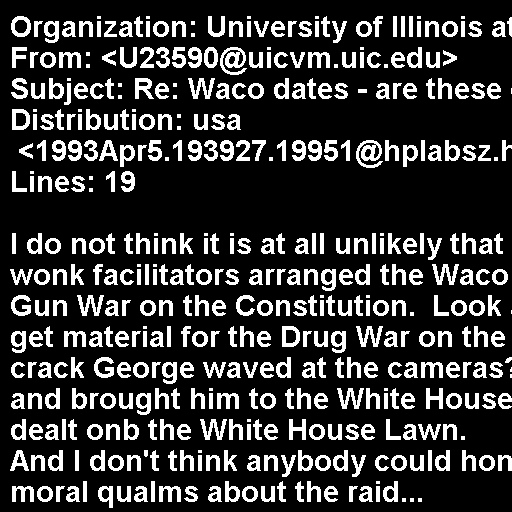 Organization: University of Illinois at
From: <U23590@uicvm.uic.edu>
Subject: Re: Waco dates - are these
Distribution: usa
<1993Apr5.193927.19951@hplabsz.h
Lines: 19

I do not think it is at all unlikely that
wonk facilitators arranged the Waco
Gun War on the Constitution.  Look
get material for the Drug War on the
crack George waved at the cameras?
and brought him to the White House
dealt onb the White House Lawn.
And I don't think anybody could hon
moral qualms about the raid...